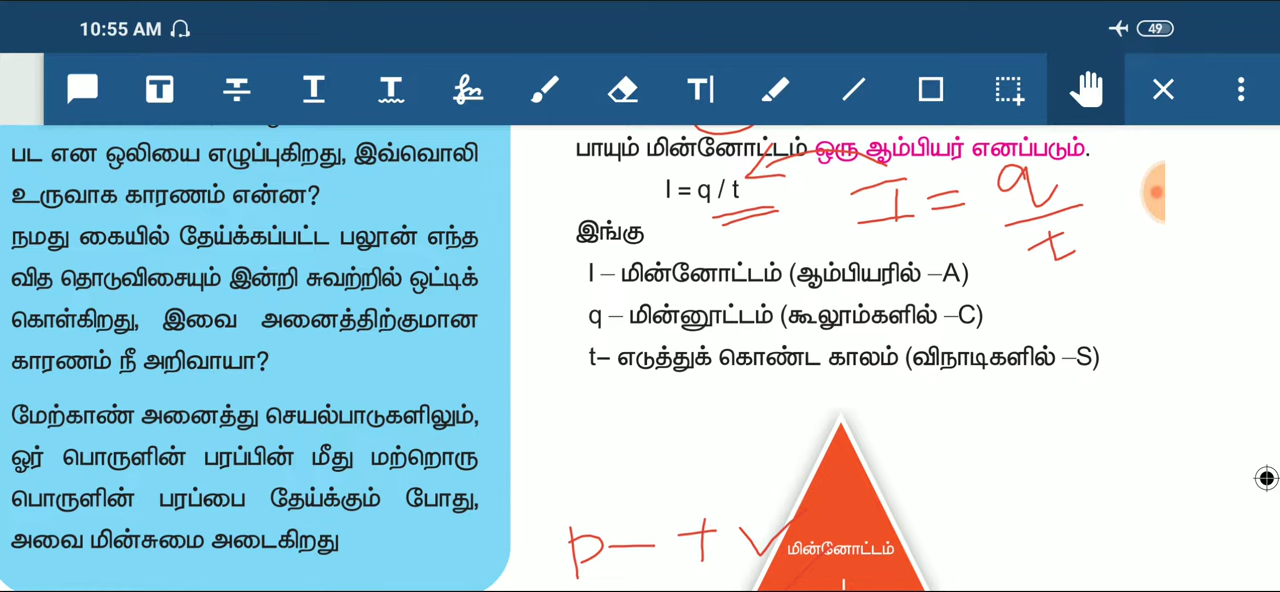 10:55 AM
49
T T T T T
பட என ஒலியை எழுப்புகிறது, இவ்வொலி
உருவாக காரணம் என்ன?
நமது கையில் தேய்க்கப்பட்ட பலூன் எந்த
வித தொடுவிசையும் இன்றி சுவற்றில் ஒட்டிக்
கொள்கிறது, இவை அனைத்திற்குமான
காரணம் நீ அறிவாயா?
மேற்காண் அனைத்து செயல்பாடுகளிலும்,
ஓர் பொருளின் பரப்பின் மீது மற்றொரு
பொருளின் பரப்பை தேய்க்கும் போது,
அவை மின்சுமை அடைகிறது
பாயும் மின்னோட்டம் ஒரு ஆம்பியர் எனப்படும்.
I = q / t
I = q/t
இங்கு
I – மின்னோட்டம் (ஆம்பியரில் –A)
q – மின்னூட்டம் (கூலூம்களில் –C)
t– எடுத்துக் கொண்ட காலம் (விநாடிகளில் –S)
p — + v
மின்னோட்டம்
I